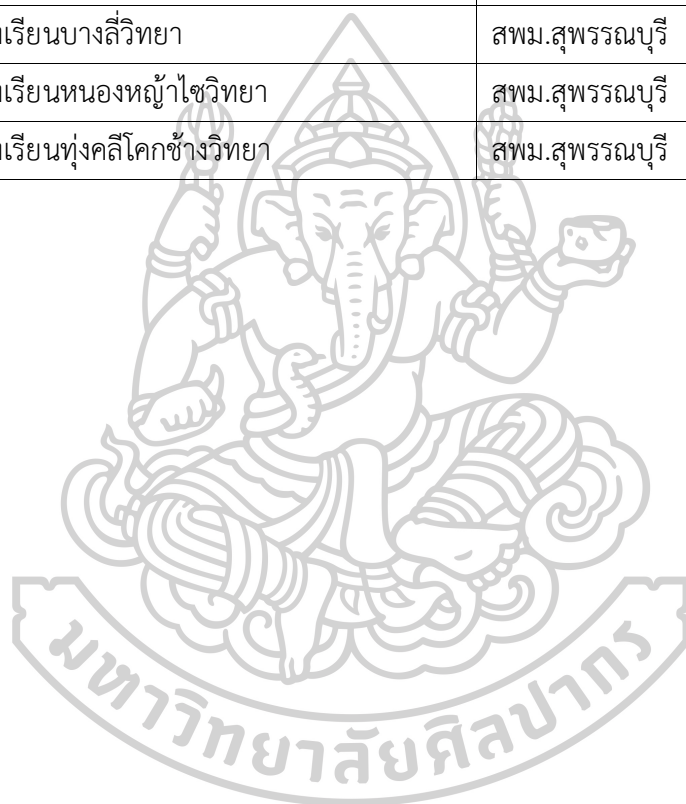 เรียนบางลี่วิทยา สพม.สุพรรณบุรี
เรียนหนองหญ้าไซวิทยา สพม.สุพรรณบุรี
เรียนทุ่งคลีโคกช้างวิทยา สพม.สุพรรณบุรี
มหาวิทยาลัยศิลปากร